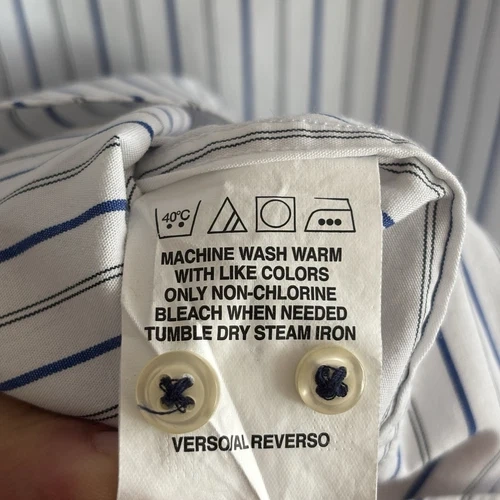 40°C
MACHINE WASH WARM
WITH LIKE COLORS
ONLY NON-CHLORINE
BLEACH WHEN NEEDED
TUMBLE DRY STEAM IRON
VERSO/AL REVERSO